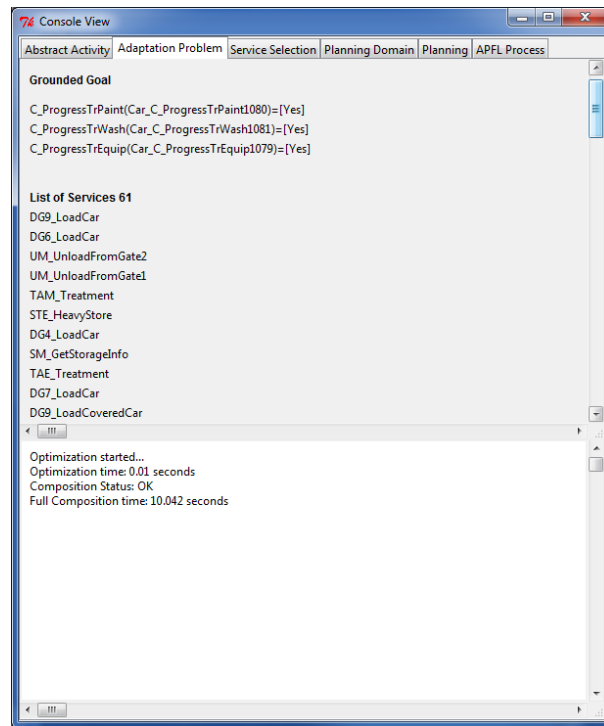 Console View
Abstract Activity Adaptation Problem Service Selection Planning Domain Planning APFL Process
Grounded Goal
C_ProgressTrPaint(Car_C_ProgressTrPaint1080)=[Yes]
C_ProgressTrWash(Car_C_ProgressTrWash1081)=[Yes]
C_ProgressTrEquip(Car_C_ProgressTrEquip1079)=[Yes]
List of Services 61
DG9_LoadCar
DG6_LoadCar
UM_UnloadFromGate2
UM_UnloadFromGate1
TAM_Treatment
STE_HeavyStore
DG4_LoadCar
SM_GetStorageInfo
TAE_Treatment
DG7_LoadCar
DG9_LoadCoveredCar
Optimization started...
Optimization time: 0.01 seconds
Composition Status: OK
Full Composition time: 10.042 seconds